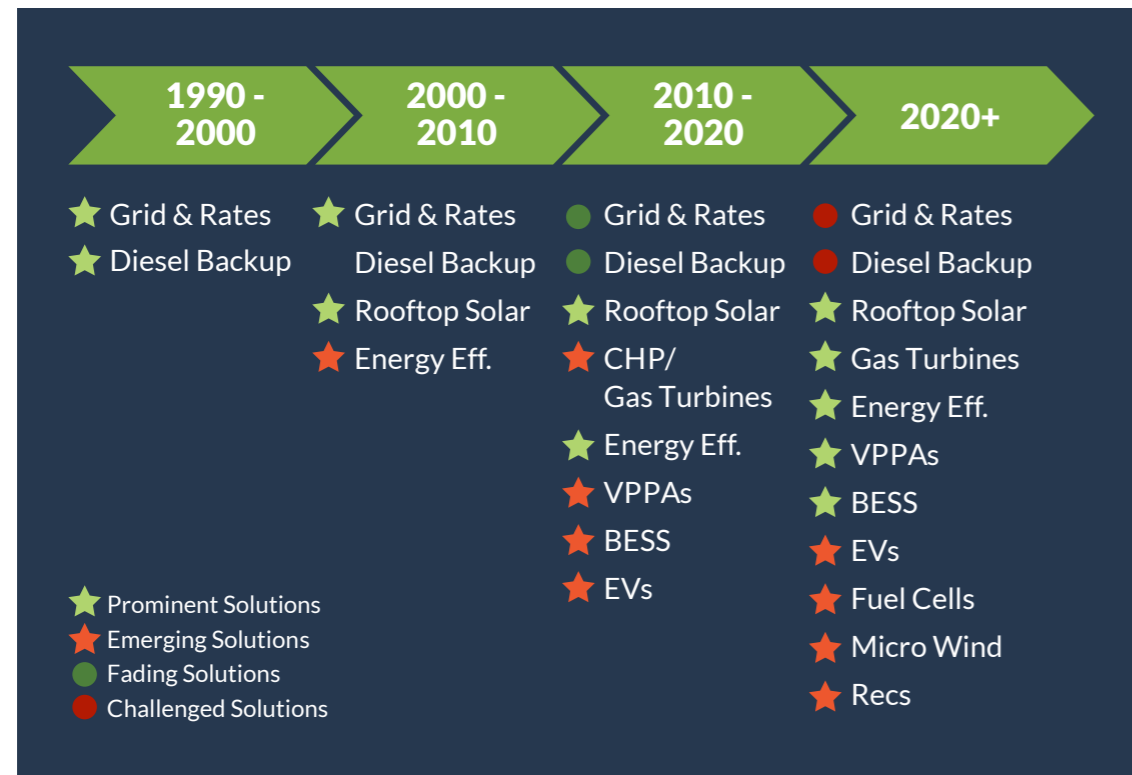 1990 -
2000
2000 -
2010
2010 -
2020
2020+
Grid & Rates
Diesel Backup
Grid & Rates
Diesel Backup
Rooftop Solar
Energy Eff.
Grid & Rates
Diesel Backup
Rooftop Solar
CHP/
Gas Turbines
Energy Eff.
VPPAs
BESS
EVs
Grid & Rates
Diesel Backup
Rooftop Solar
Gas Turbines
Energy Eff.
VPPAs
BESS
EVs
Fuel Cells
Micro Wind
Recs
Prominent Solutions
Emerging Solutions
Fading Solutions
Challenged Solutions